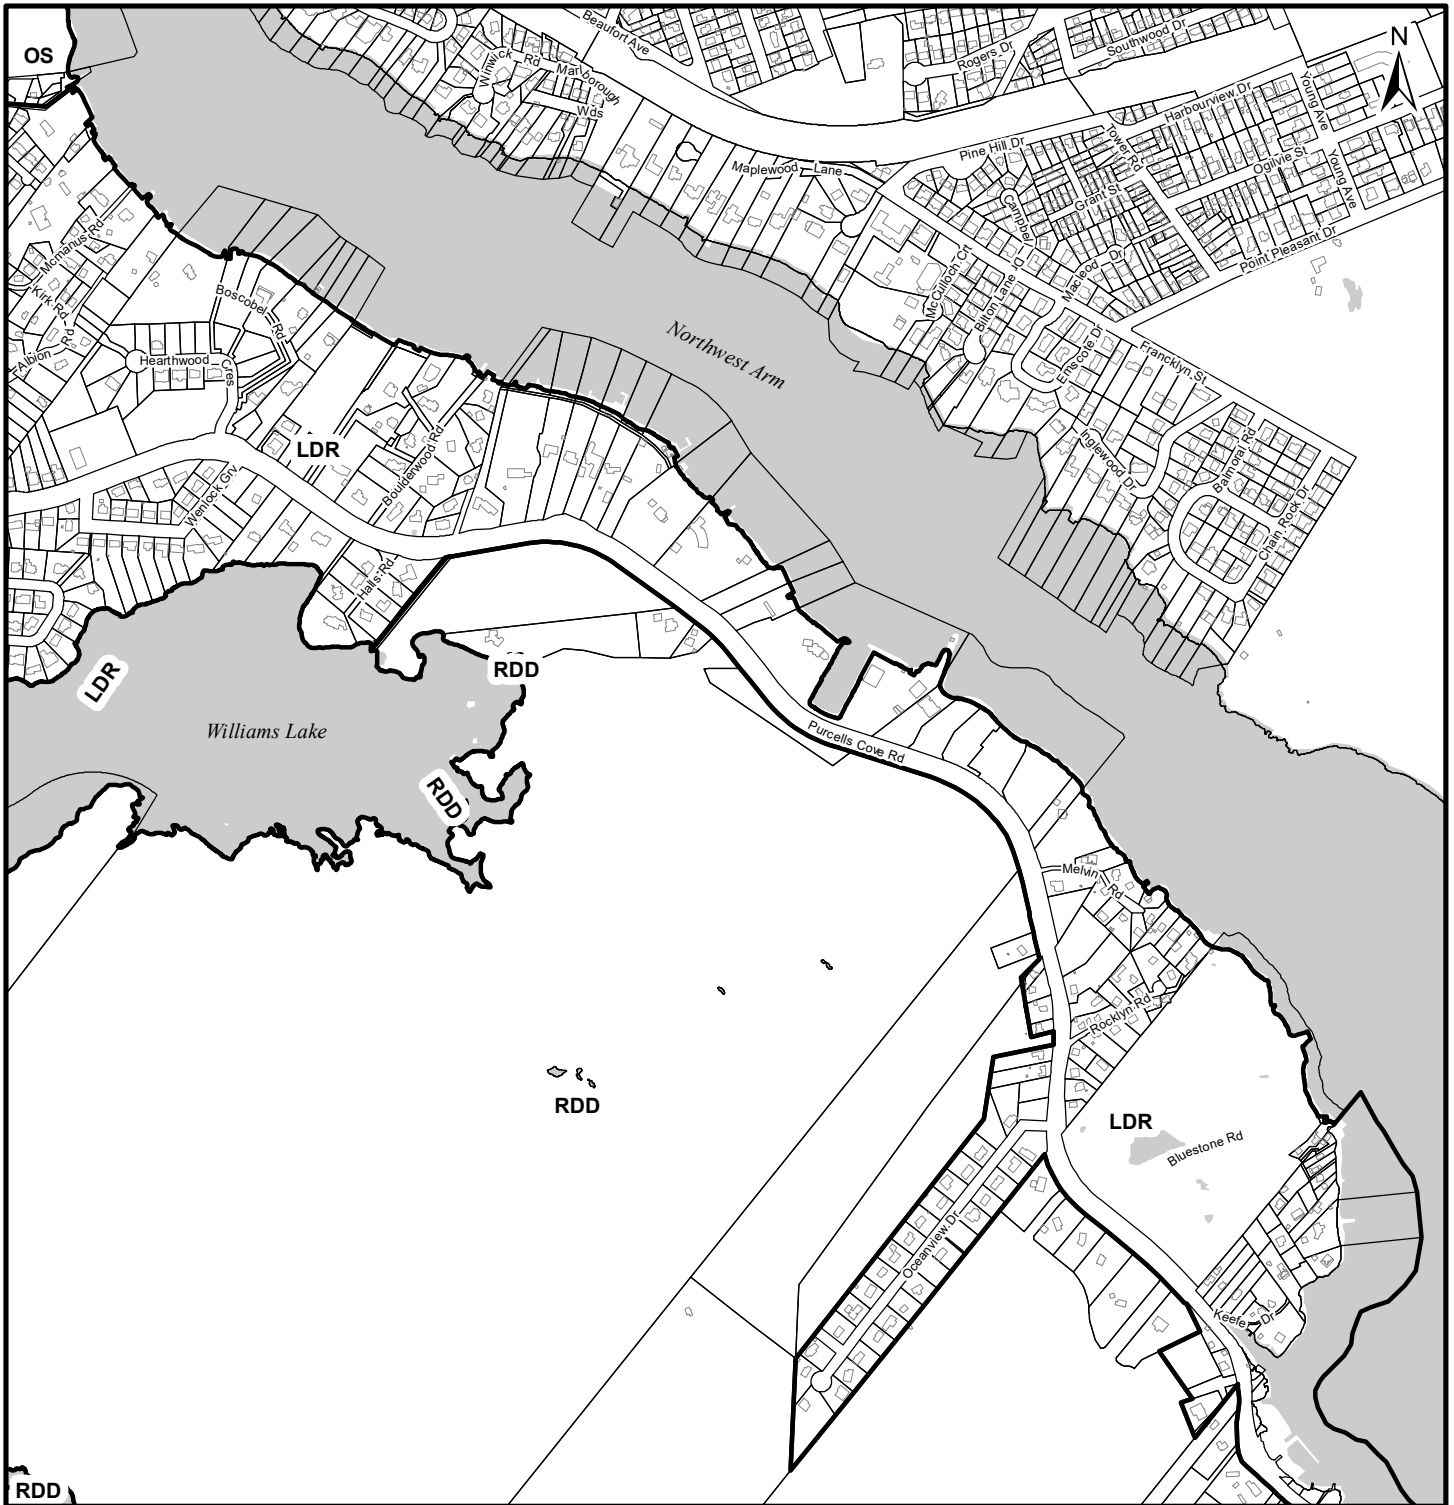 OS
N
Beaufort Ave
Rogers Dr
Southwood Dr
Winwick Rd
Marlborough
Wds
Harbourview Dr
Young Ave
Pine Hill Dr
Tower Rd
Ogilvie St
Young Ave
Maplewood Lane
Grant St
Point Pleasant Dr
Macleod Dr
McCulloch Crt
Bilton Lane
Mcmanus Rd
Kirk Rd
Albion Rd
Boscobel Rd
Hearthwood
Cres
Northwest Arm
Emscote Dr
Francklyn St
LDR
Boulderwood Rd
Wenlock Grv
Inglewood Dr
Balmoral Rd
Chain Rock Dr
Halls Rd
LDR
RDD
Williams Lake
Purcells Cove Rd
RDD
Melvin Rd
Rocklyn Rd
RDD
LDR
Bluestone Rd
Oceanview Dr
Keefe Dr
RDD